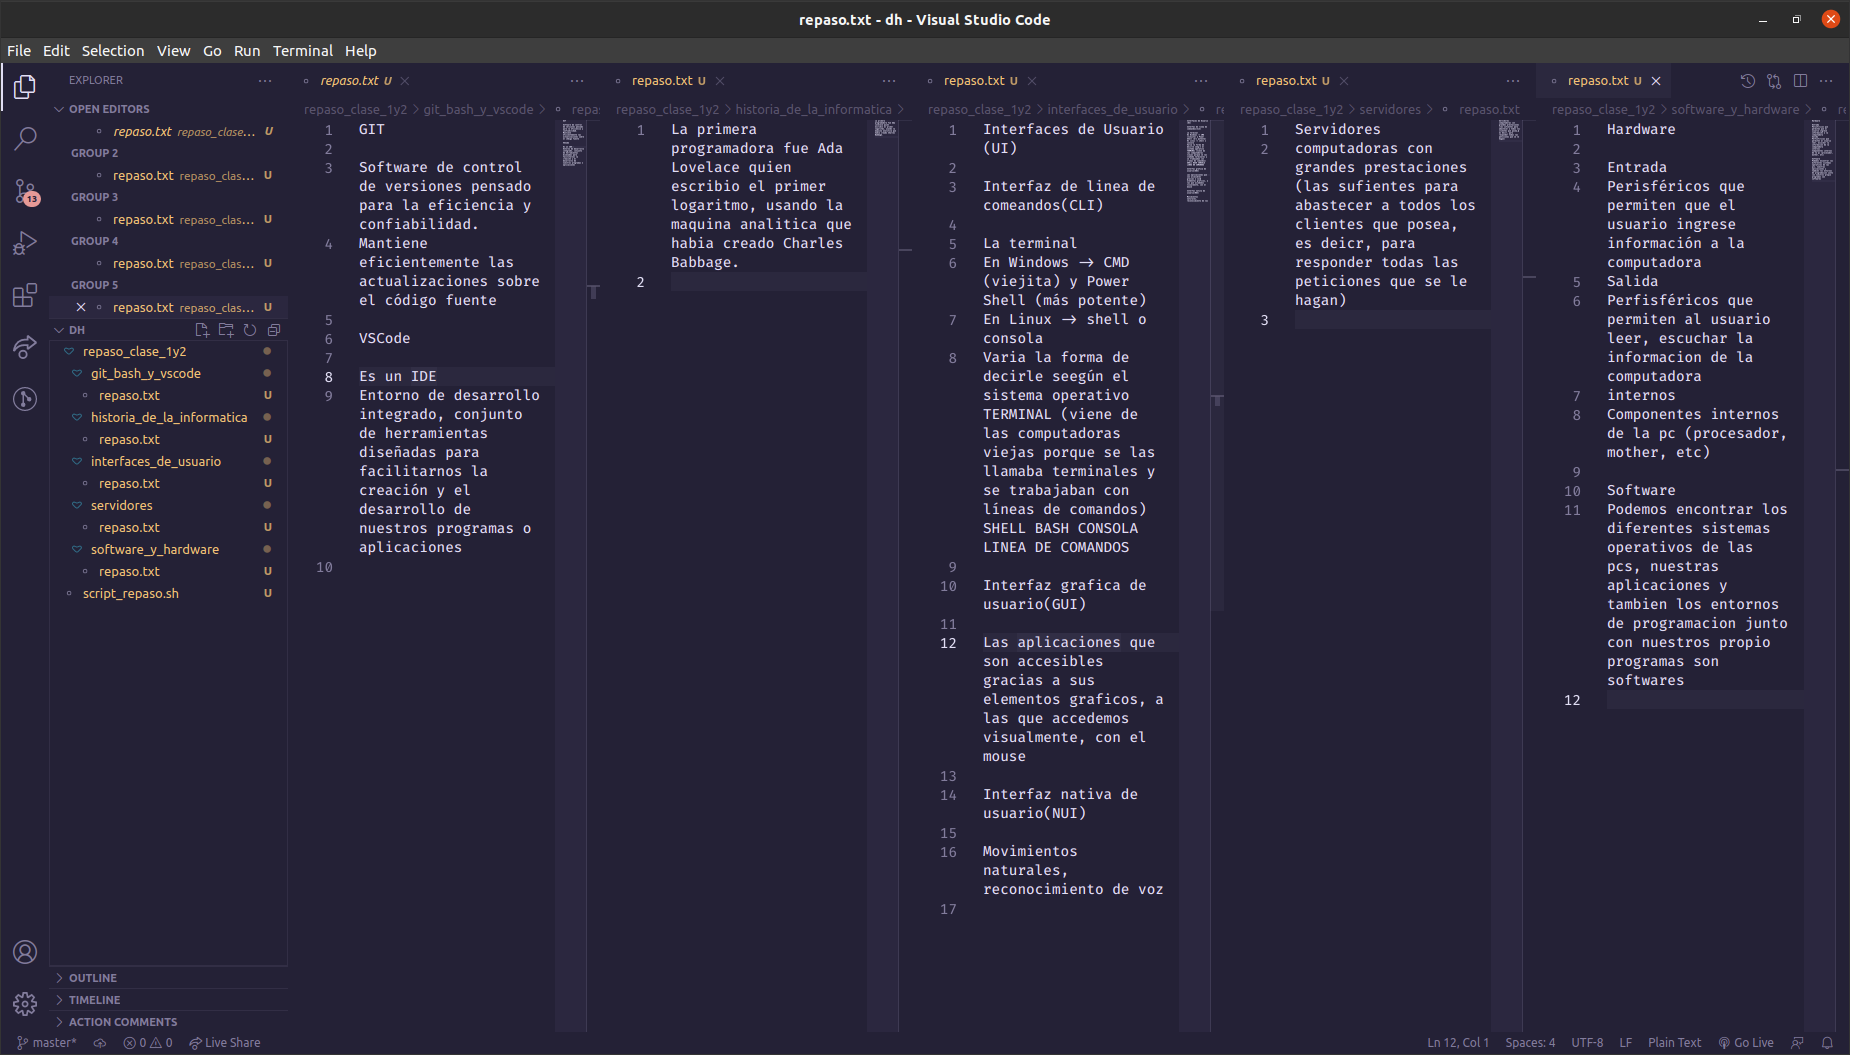 repaso.txt - dh - Visual Studio Code
File Edit Selection View Go Run Terminal Help
EXPLORER
OPEN EDITORS
repaso.txt repaso_clase... U
GROUP 2
repaso.txt repaso_clas... U
GROUP 3
repaso.txt repaso_clas... U
GROUP 4
repaso.txt repaso_clas... U
GROUP 5
repaso.txt repaso_clas... U
DH
repaso_clase_1y2
git_bash_y_vscode
repaso.txt U
historia_de_la_informatica
repaso.txt U
interfaces_de_usuario
repaso.txt U
servidores
repaso.txt U
software_y_hardware
repaso.txt U
script_repaso.sh U
OUTLINE
TIMELINE
ACTION COMMENTS
13
repaso.txt U
repaso_clase_1y2 > git_bash_y_vscode > repas
1 GIT
2
3 Software de control
de versiones pensado
para la eficiencia y
confiabilidad.
4 Mantiene
eficientemente las
actualizaciones sobre
el código fuente
5
6 VSCode
7
8 Es un IDE
9 Entorno de desarrollo
integrado, conjunto
de herramientas
diseñadas para
facilitarnos la
creación y el
desarrollo de
nuestros programas o
aplicaciones
10
repaso.txt U
repaso_clase_1y2 > historia_de_la_informatica >
1 La primera
programadora fue Ada
Lovelace quien
escribio el primer
logaritmo, usando la
maquina analitica que
habia creado Charles
Babbage.
2
repaso.txt U
repaso_clase_1y2 > interfaces_de_usuario > re
1 Interfaces de Usuario
(UI)
2
3 Interfaz de linea de
comeandos(CLI)
4
5 La terminal
6 En Windows → CMD
(viejita) y Power
Shell (más potente)
7 En Linux → shell o
consola
8 Varia la forma de
decirle seegún el
sistema operativo
TERMINAL (viene de
las computadoras
viejas porque se las
llamaba terminales y
se trabajaban con
líneas de comandos)
SHELL BASH CONSOLA
LINEA DE COMANDOS
9
10 Interfaz grafica de
usuario(GUI)
11
12 Las aplicaciones que
son accesibles
gracias a sus
elementos graficos, a
las que accedemos
visualmente, con el
mouse
13
14 Interfaz nativa de
usuario(NUI)
15
16 Movimientos
naturales,
reconocimiento de voz
17
repaso.txt U
repaso_clase_1y2 > servidores > repaso.txt
1 Servidores
2 computadoras con
grandes prestaciones
(las sufientes para
abastecer a todos los
clientes que posea,
es deicr, para
responder todas las
peticiones que se le
hagan)
3
repaso.txt U
repaso_clase_1y2 > software_y_hardware > re
1 Hardware
2
3 Entrada
4 Perisféricos que
permiten que el
usuario ingrese
información a la
computadora
5 Salida
6 Perfisféricos que
permiten al usuario
leer, escuchar la
informacion de la
computadora
7 internos
8 Componentes internos
de la pc (procesador,
mother, etc)
9
10 Software
11 Podemos encontrar los
diferentes sistemas
operativos de las
pcs, nuestras
aplicaciones y
tambien los entornos
de programacion junto
con nuestros propio
programas son
softwares
12
master* 0 0 Live Share
Ln 12, Col 1 Spaces: 4 UTF-8 LF Plain Text Go Live